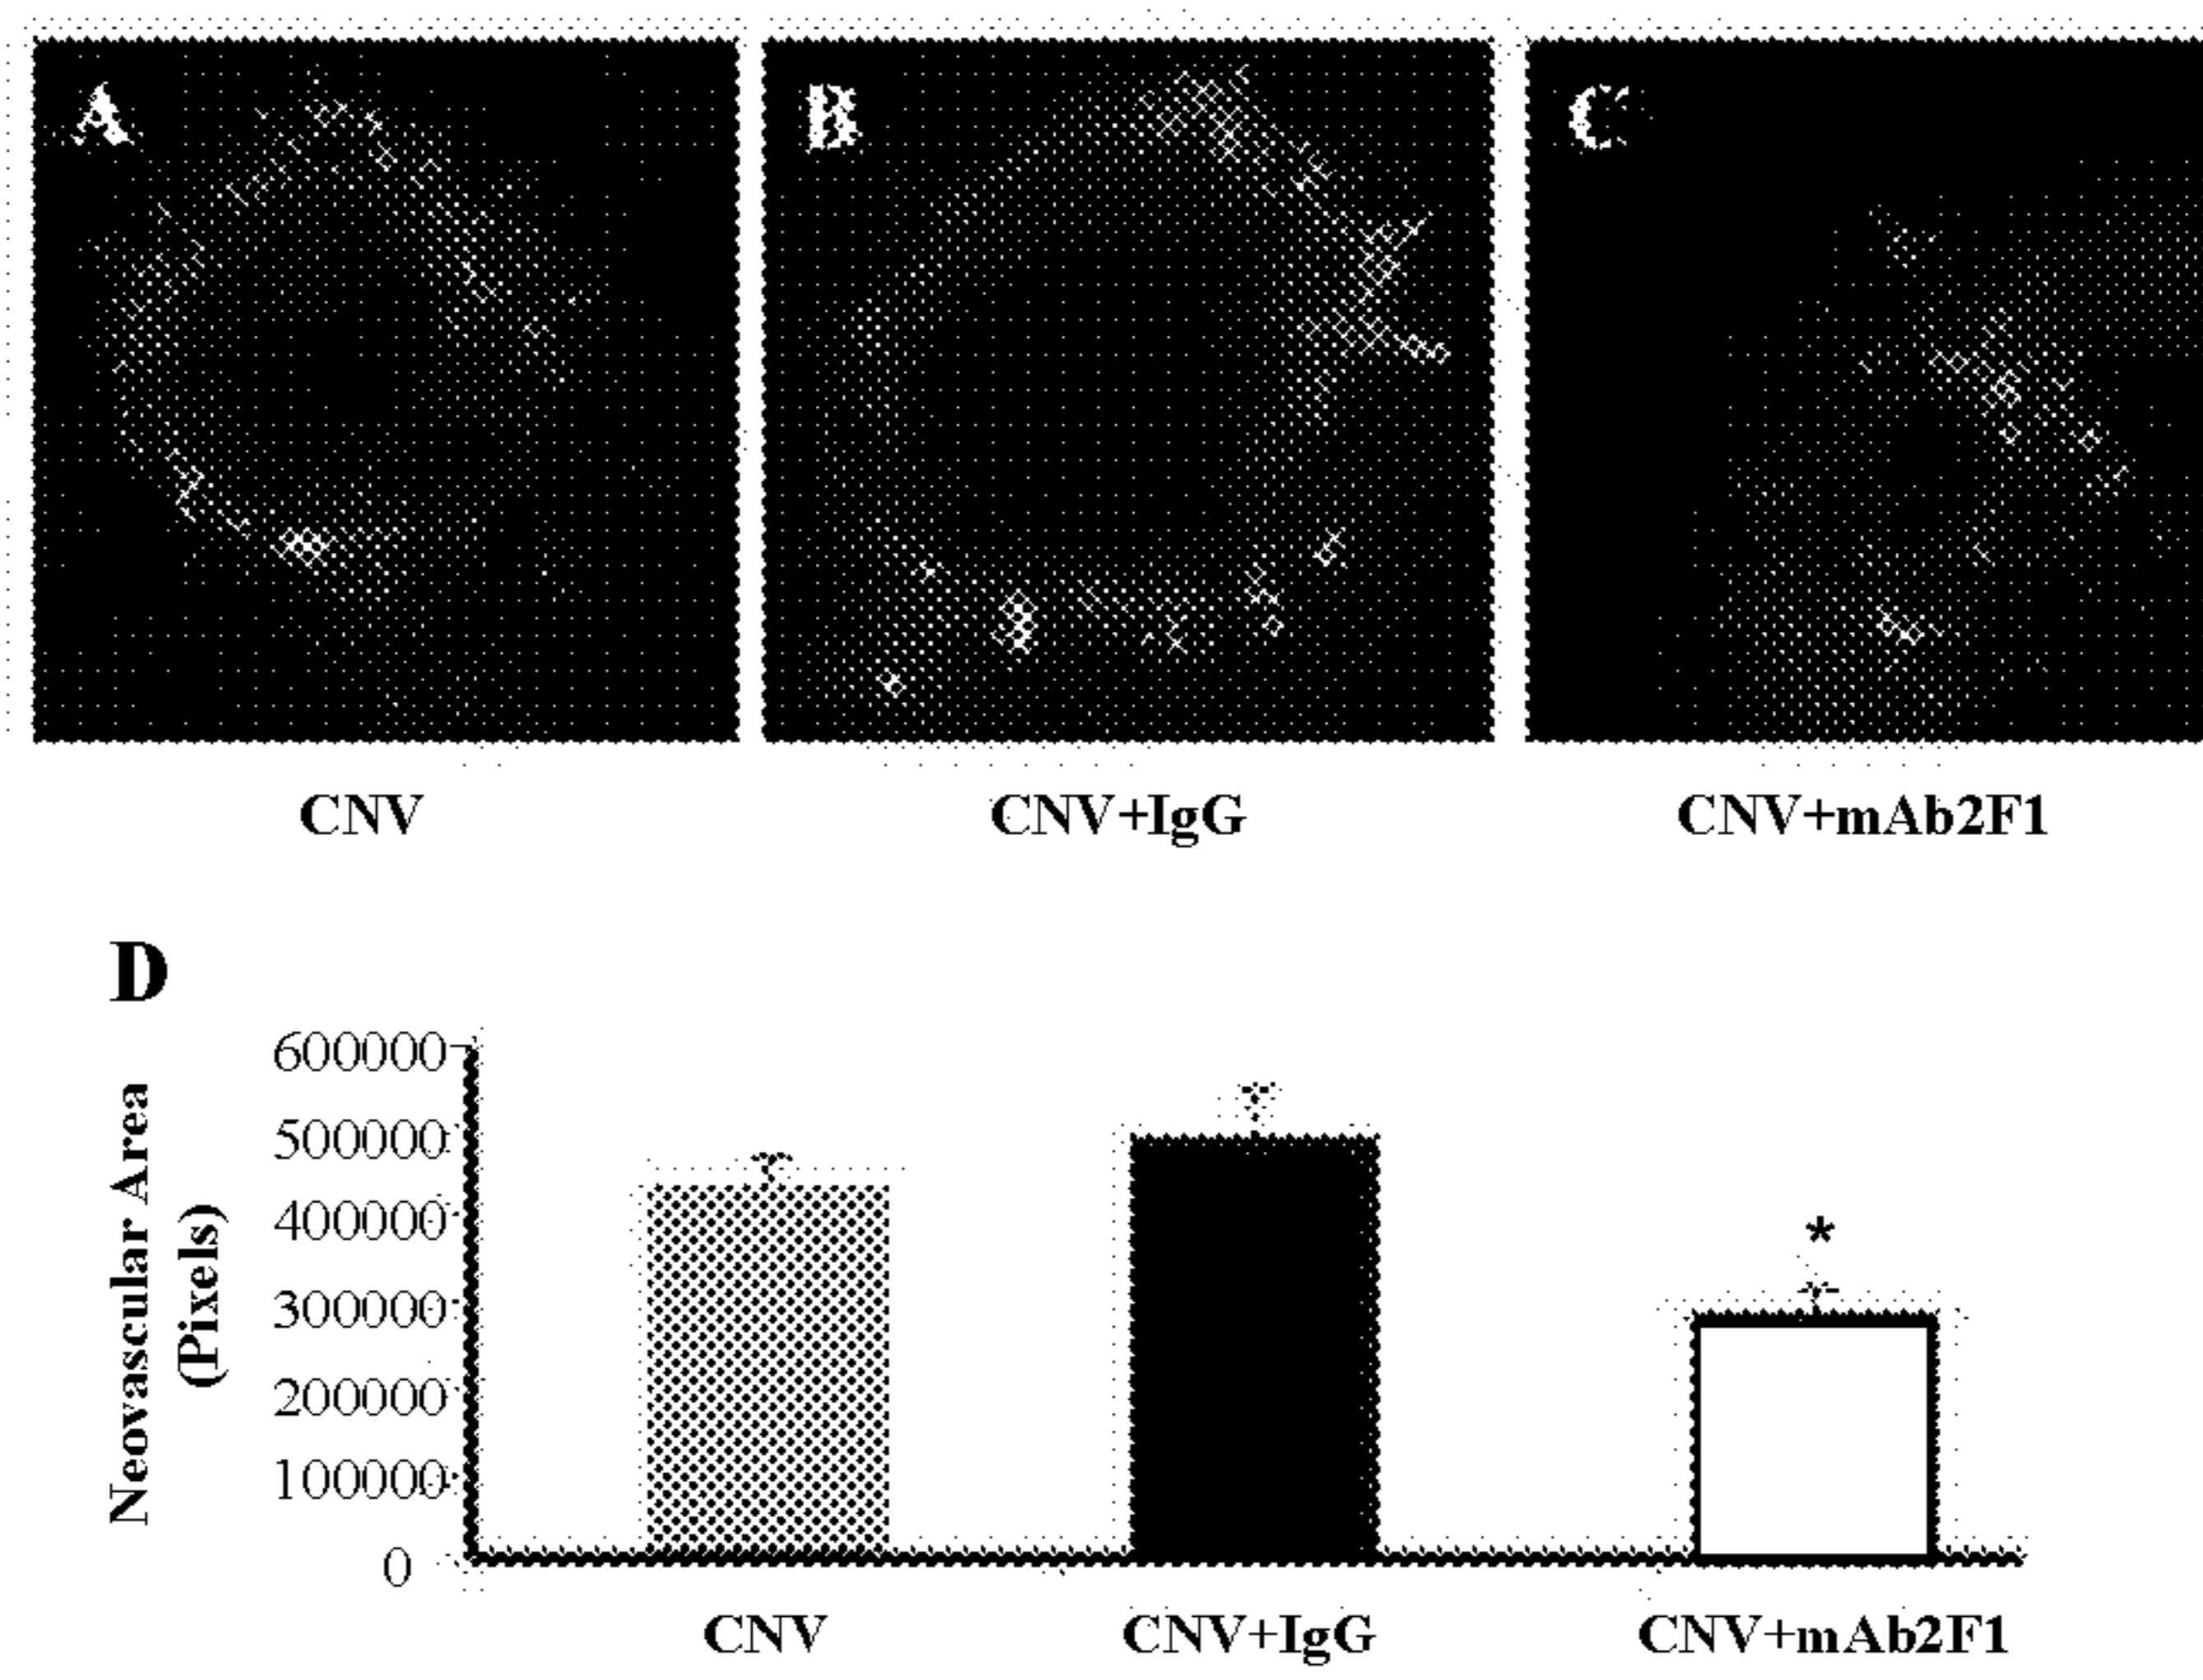 A
B
C
CNV
CNV+IgG
CNV+mAb2F1
D
Neovascular Area
(Pixels)
600000
500000
400000
300000
200000
100000
0
*
CNV
CNV+IgG
CNV+mAb2F1